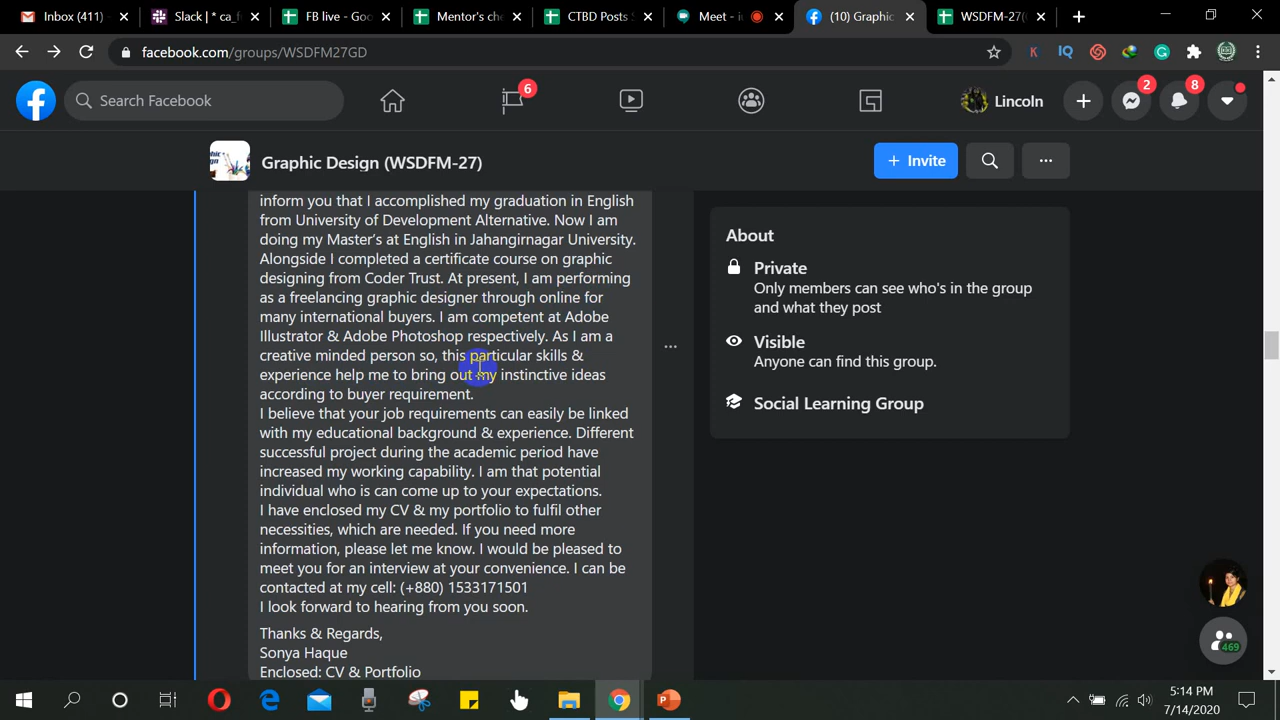 Inbox (411)
Slack | * ca_f
FB live - Goo
Mentor's che
CTBD Posts S
Meet - iu
(10) Graphic
WSDFM-27(
facebook.com/groups/WSDFM27GD
Search Facebook
6
Lincoln
2
8
Graphic Design (WSDFM-27)
+ Invite
inform you that I accomplished my graduation in English
from University of Development Alternative. Now I am
doing my Master's at English in Jahangirnagar University.
Alongside I completed a certificate course on graphic
designing from Coder Trust. At present, I am performing
as a freelancing graphic designer through online for
many international buyers. I am competent at Adobe
Illustrator & Adobe Photoshop respectively. As I am a
creative minded person so, this particular skills &
experience help me to bring out my instinctive ideas
according to buyer requirement.
I believe that your job requirements can easily be linked
with my educational background & experience. Different
successful project during the academic period have
increased my working capability. I am that potential
individual who is can come up to your expectations.
I have enclosed my CV & my portfolio to fulfil other
necessities, which are needed. If you need more
information, please let me know. I would be pleased to
meet you for an interview at your convenience. I can be
contacted at my cell: (+880) 1533171501
I look forward to hearing from you soon.
Thanks & Regards,
Sonya Haque
Enclosed: CV & Portfolio
About
Private
Only members can see who's in the group
and what they post
Visible
Anyone can find this group.
Social Learning Group
469
5:14 PM
7/14/2020